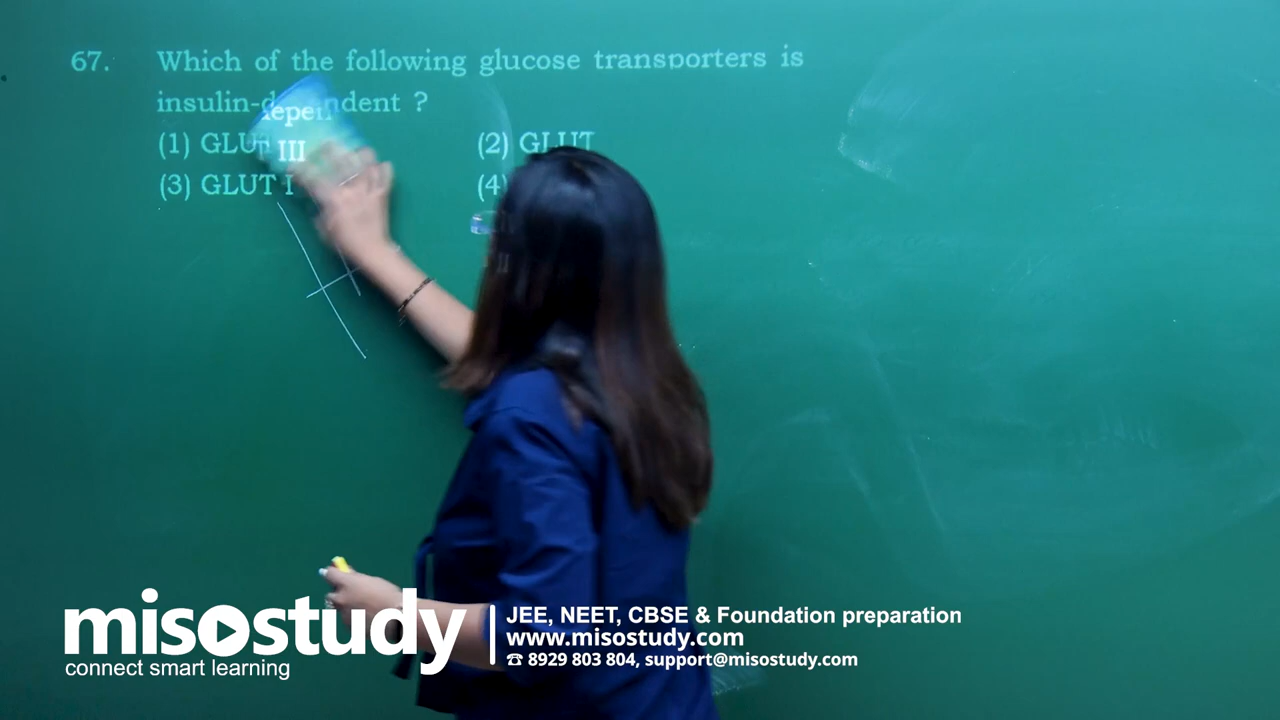 67. Which of the following glucose transporters is
insulin-dependent ?
(1) GLUT III (2) GLUT
(3) GLUT I (4)
misostudy
connect smart learning
JEE, NEET, CBSE & Foundation preparation
www.misostudy.com
☎ 8929 803 804, support@misostudy.com